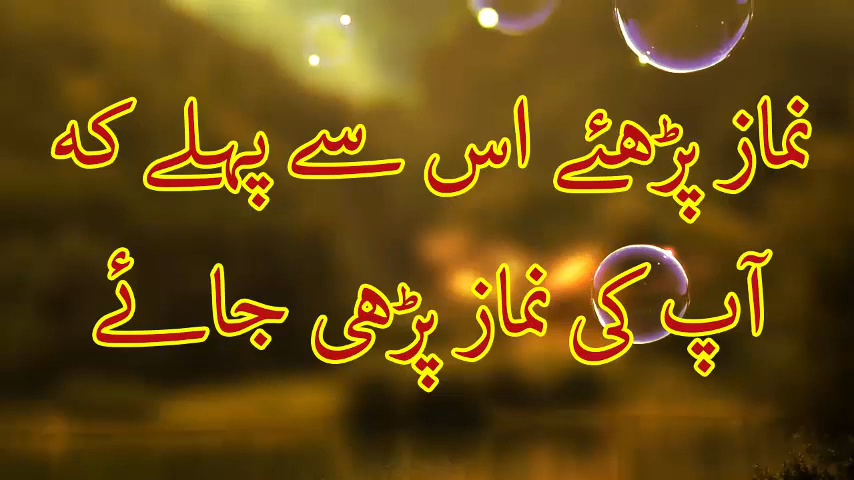 نماز پڑھئے اس سے پہلے کہ
آپ کی نماز پڑھی جائے